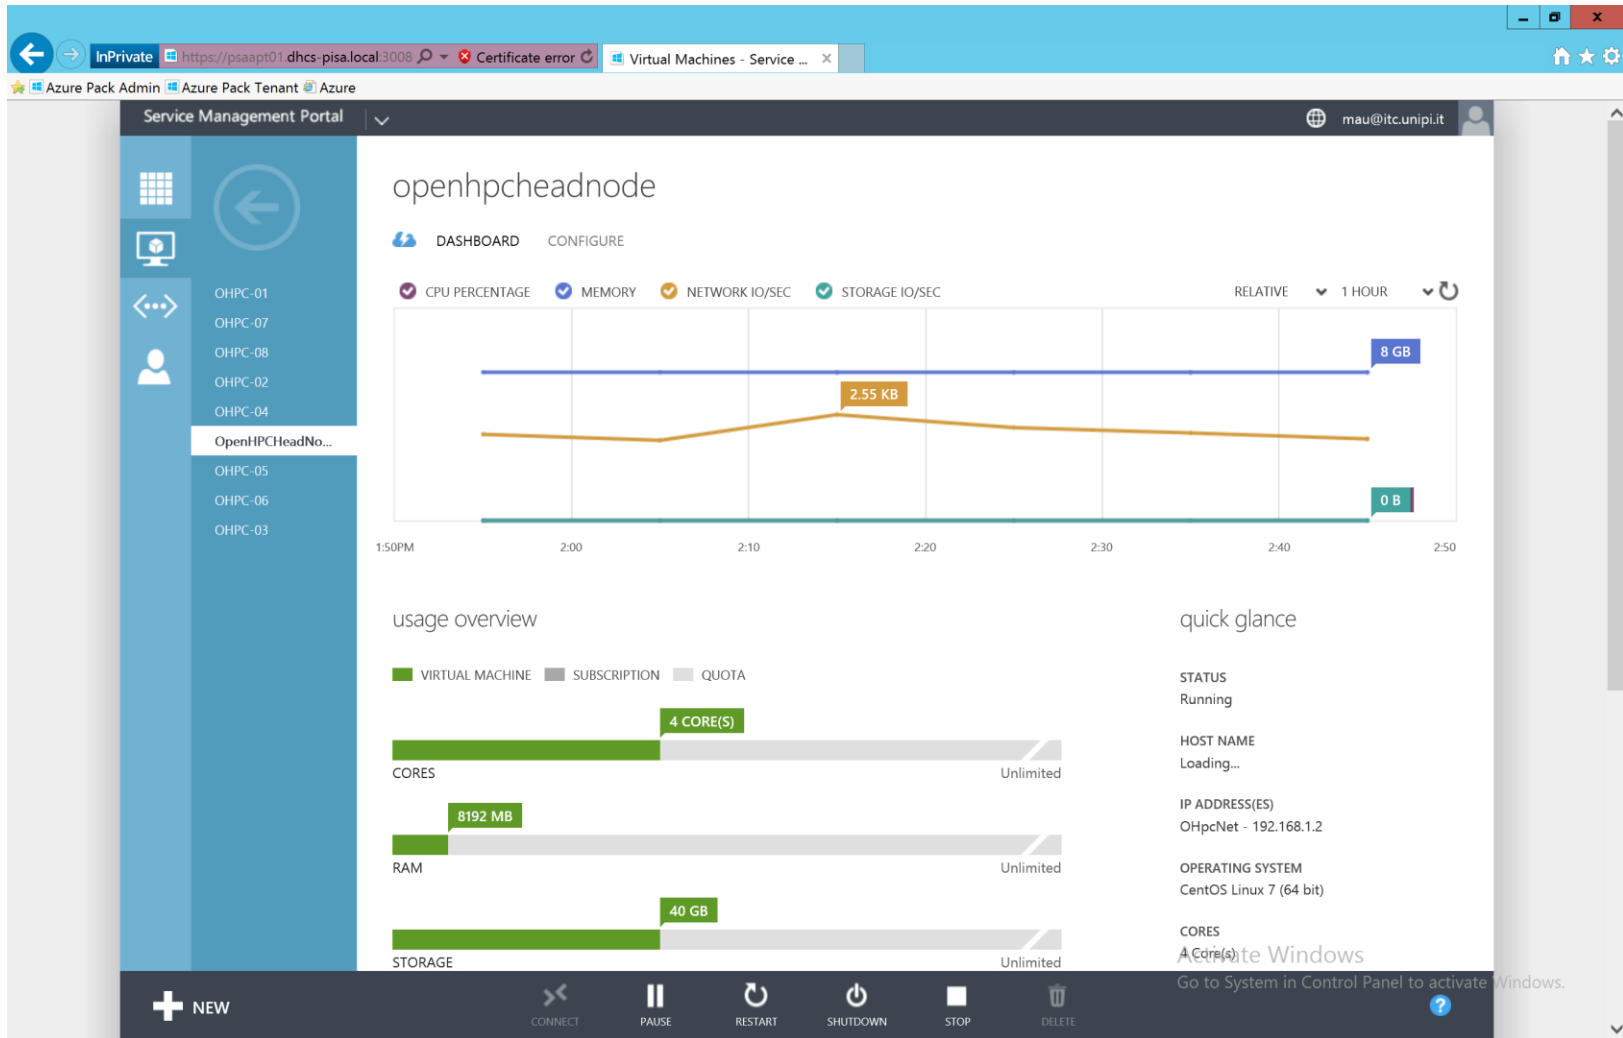 InPrivate https://psaapt01.dhcs-pisa.local:3008 Certificate error Virtual Machines - Service ...
Azure Pack Admin Azure Pack Tenant Azure
Service Management Portal mau@itc.unipi.it
openhpcheadnode
DASHBOARD CONFIGURE
OHPC-01
OHPC-07
OHPC-08
OHPC-02
OHPC-04
OpenHPCHeadNo...
OHPC-05
OHPC-06
OHPC-03
CPU PERCENTAGE MEMORY NETWORK IO/SEC STORAGE IO/SEC RELATIVE 1 HOUR
8 GB
2.55 KB
0 B
1:50PM 2:00 2:10 2:20 2:30 2:40 2:50
usage overview
VIRTUAL MACHINE SUBSCRIPTION QUOTA
4 CORE(S)
CORES Unlimited
8192 MB
RAM Unlimited
40 GB
STORAGE Unlimited
quick glance
STATUS
Running
HOST NAME
Loading...
IP ADDRESS(ES)
OHpcNet - 192.168.1.2
OPERATING SYSTEM
CentOS Linux 7 (64 bit)
CORES
4 Core(s)
Activate Windows
Go to System in Control Panel to activate Windows.
NEW CONNECT PAUSE RESTART SHUTDOWN STOP DELETE ?